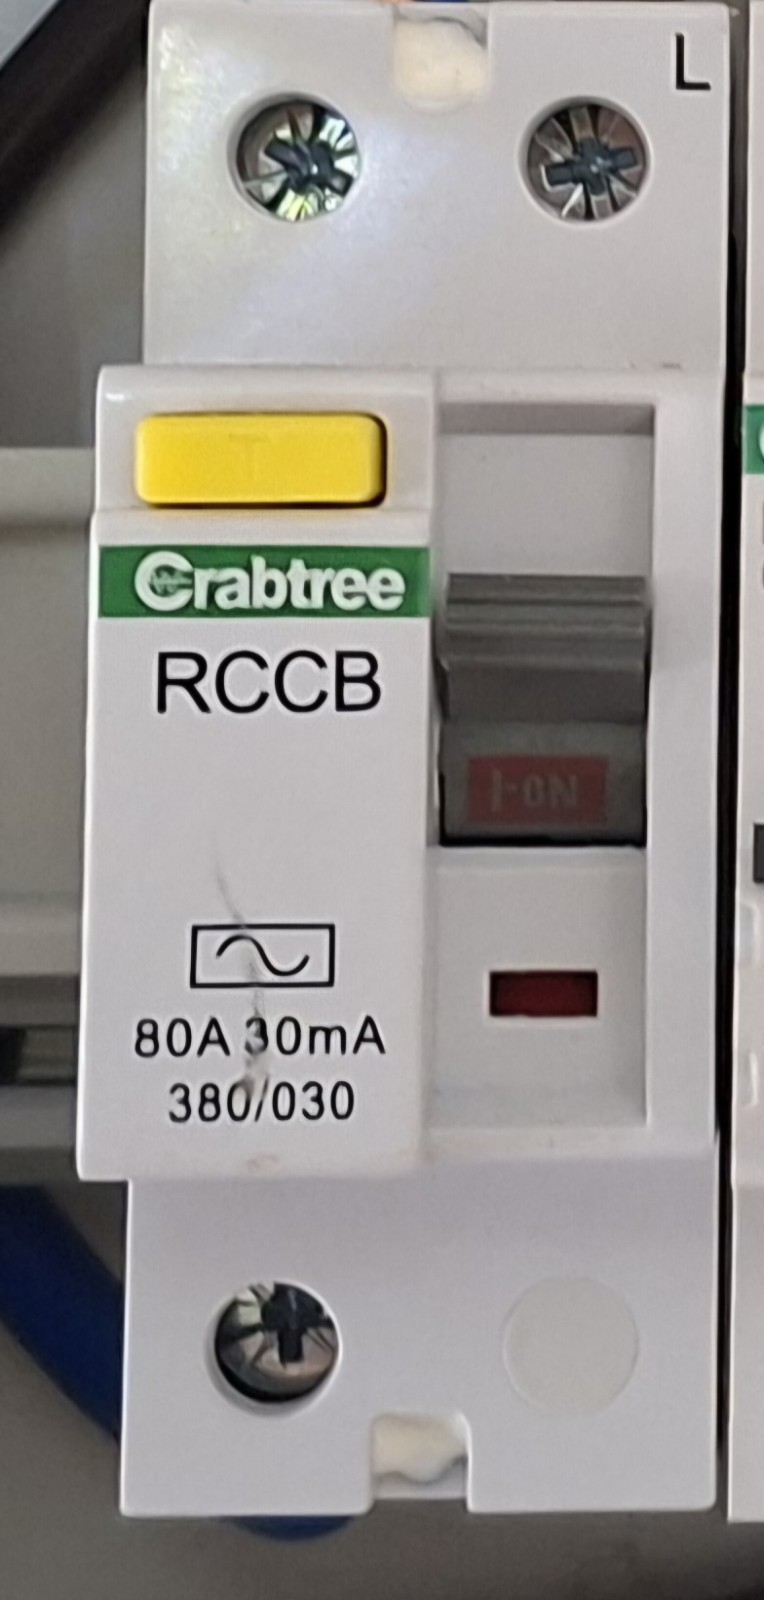 L
T
Crabtree
RCCB
I-ON
80A 30mA
380/030